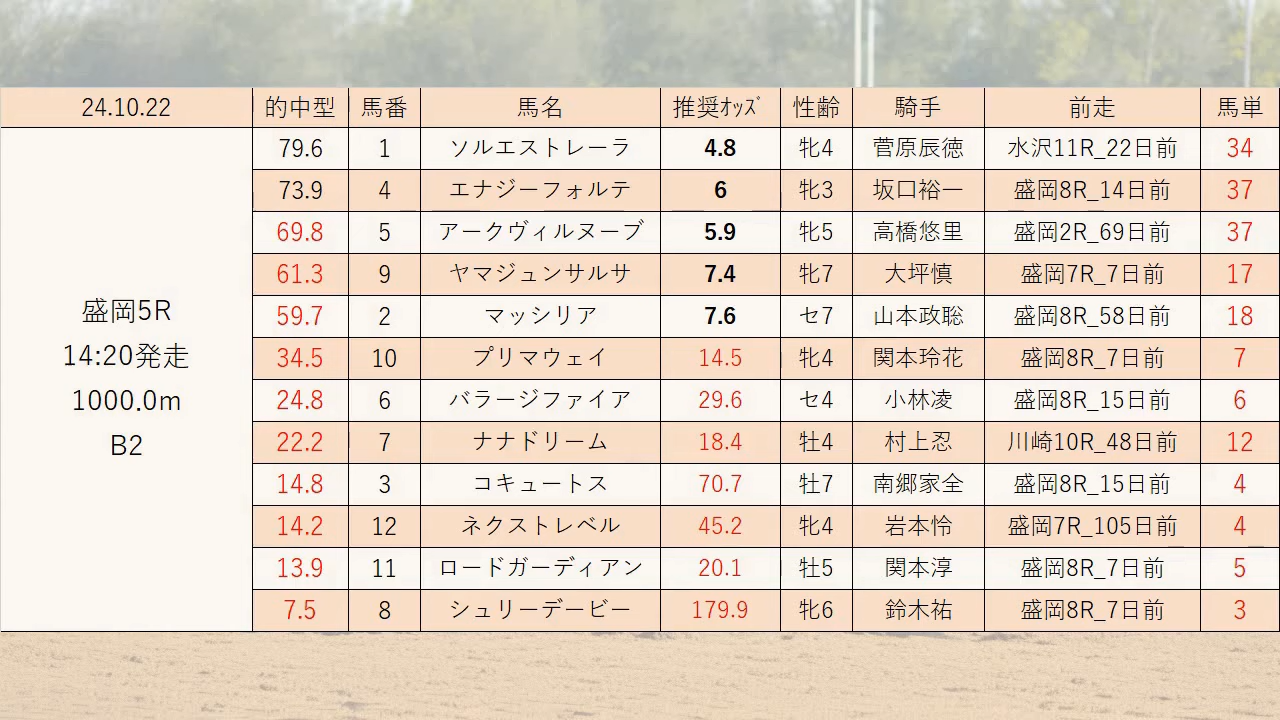 24.10.22 的中型 馬番 馬名 推奨ｵｯｽﾞ 性齢 騎手 前走 馬単
盛岡5R
14:20発走
1000.0m
B2
79.6 1 ソルエストレーラ 4.8 牝4 菅原辰徳 水沢11R_22日前 34
73.9 4 エナジーフォルテ 6 牝3 坂口裕一 盛岡8R_14日前 37
69.8 5 アークヴィルヌーブ 5.9 牝5 高橋悠里 盛岡2R_69日前 37
61.3 9 ヤマジュンサルサ 7.4 牝7 大坪慎 盛岡7R_7日前 17
59.7 2 マッシリア 7.6 セ7 山本政聡 盛岡8R_58日前 18
34.5 10 プリマウェイ 14.5 牝4 関本玲花 盛岡8R_7日前 7
24.8 6 バラージファイア 29.6 セ4 小林凌 盛岡8R_15日前 6
22.2 7 ナナドリーム 18.4 牡4 村上忍 川崎10R_48日前 12
14.8 3 コキュートス 70.7 牡7 南郷家全 盛岡8R_15日前 4
14.2 12 ネクストレベル 45.2 牝4 岩本怜 盛岡7R_105日前 4
13.9 11 ロードガーディアン 20.1 牡5 関本淳 盛岡8R_7日前 5
7.5 8 シュリーデービー 179.9 牝6 鈴木祐 盛岡8R_7日前 3